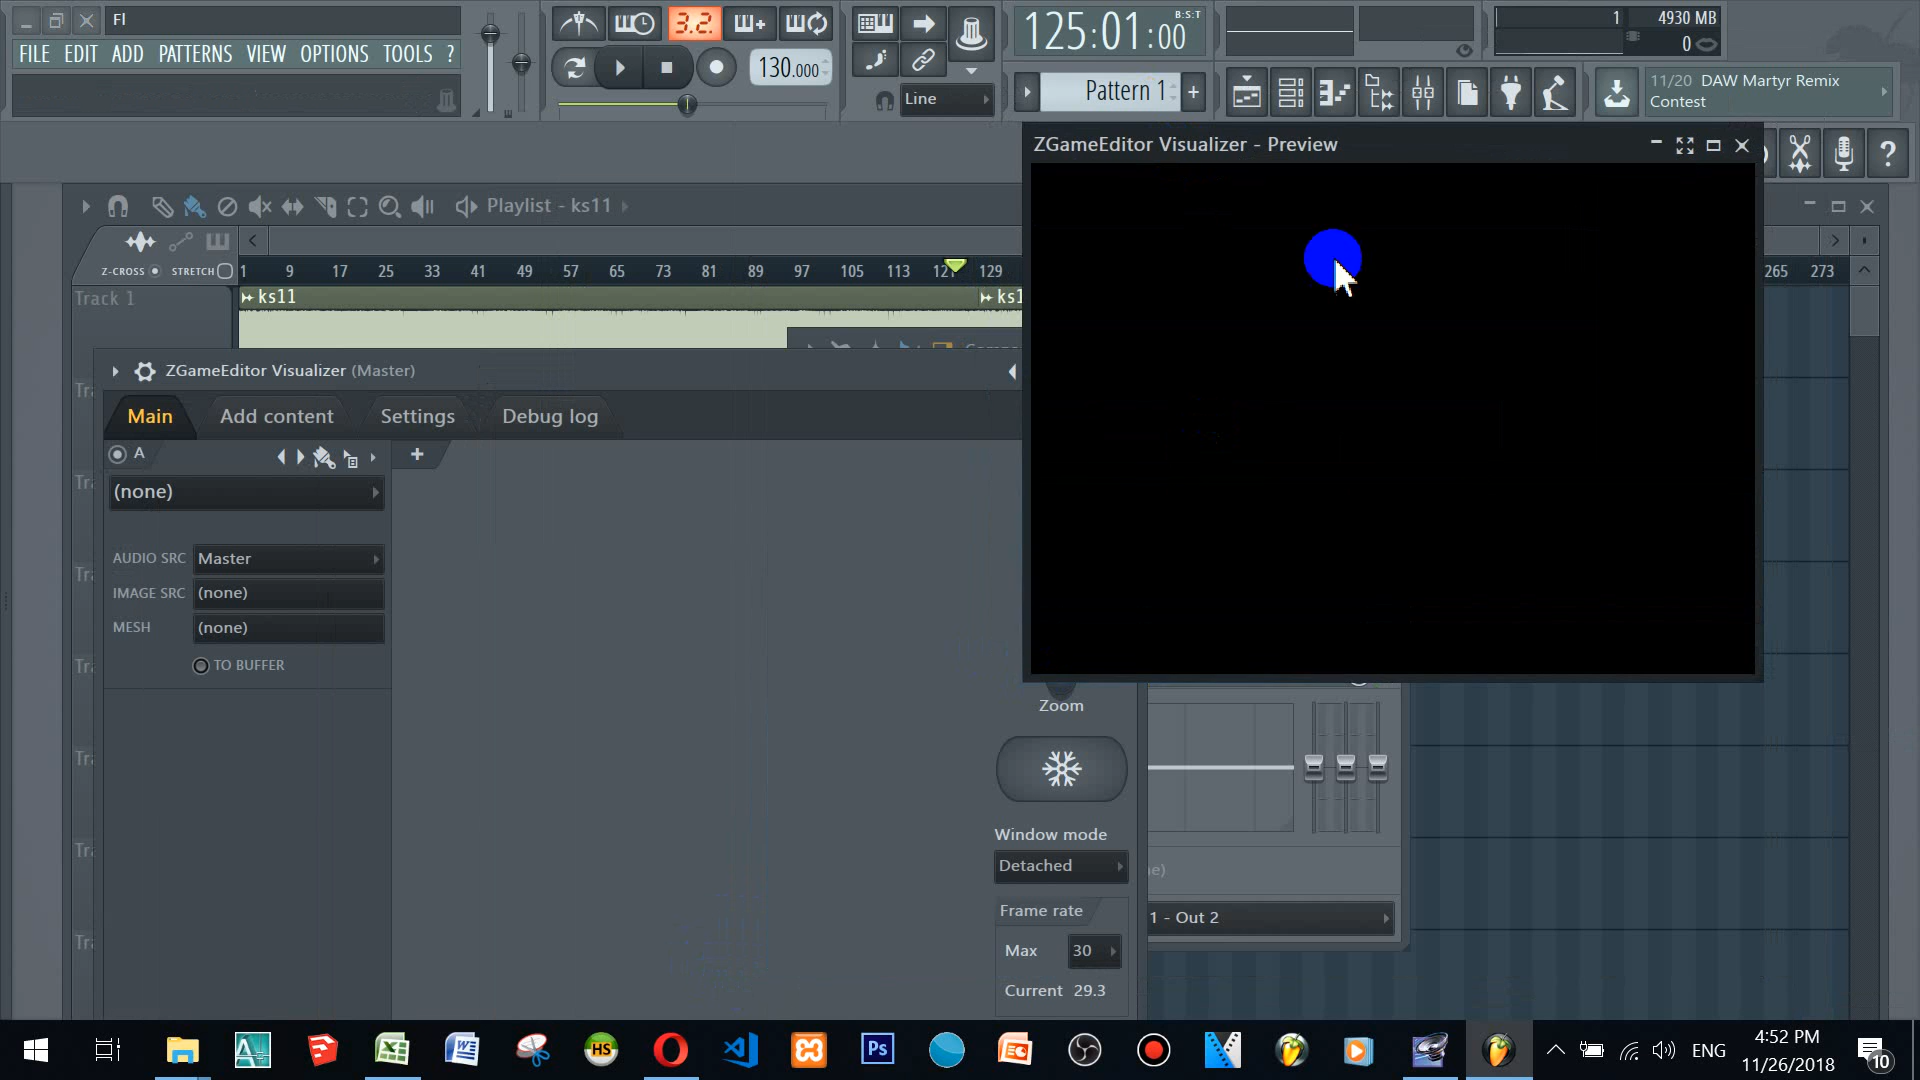 Fl
FILE EDIT ADD PATTERNS VIEW OPTIONS TOOLS ?
3.2.
130.000
Line
125:01:00
B:S:T
Pattern 1
1
4930 MB
0
11/20 DAW Martyr Remix
Contest
ZGameEditor Visualizer - Preview
Playlist - ks11
Z-CROSS STRETCH
1 9 17 25 33 41 49 57 65 73 81 89 97 105 113 121 129 265 273
Track 1
ks11
ZGameEditor Visualizer (Master)
Main Add content Settings Debug log
A
(none)
AUDIO SRC Master
IMAGE SRC (none)
MESH (none)
TO BUFFER
Zoom
Window mode
Detached
Frame rate
Max 30
Current 29.3
1 - Out 2
HS
Ps
ENG
4:52 PM
11/26/2018
10